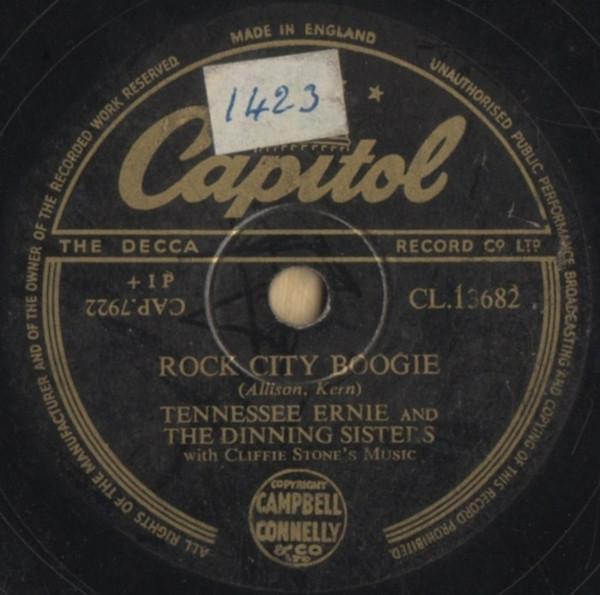 MADE IN ENGLAND
ALL RIGHTS OF THE MANUFACTURER AND OF THE OWNER OF THE RECORDED WORK RESERVED
UNAUTHORISED PUBLIC PERFORMANCE BROADCASTING AND COPYING OF THIS RECORD PROHIBITED
1423
Capitol
THE DECCA RECORD CO LTD
CAP.7922
+ 1 P
CL.13682
ROCK CITY BOOGIE
(Allison, Kern)
TENNESSEE ERNIE AND
THE DINNING SISTERS
with CLIFFIE STONE'S MUSIC
COPYRIGHT
CAMPBELL
CONNELLY
& CO
LTD